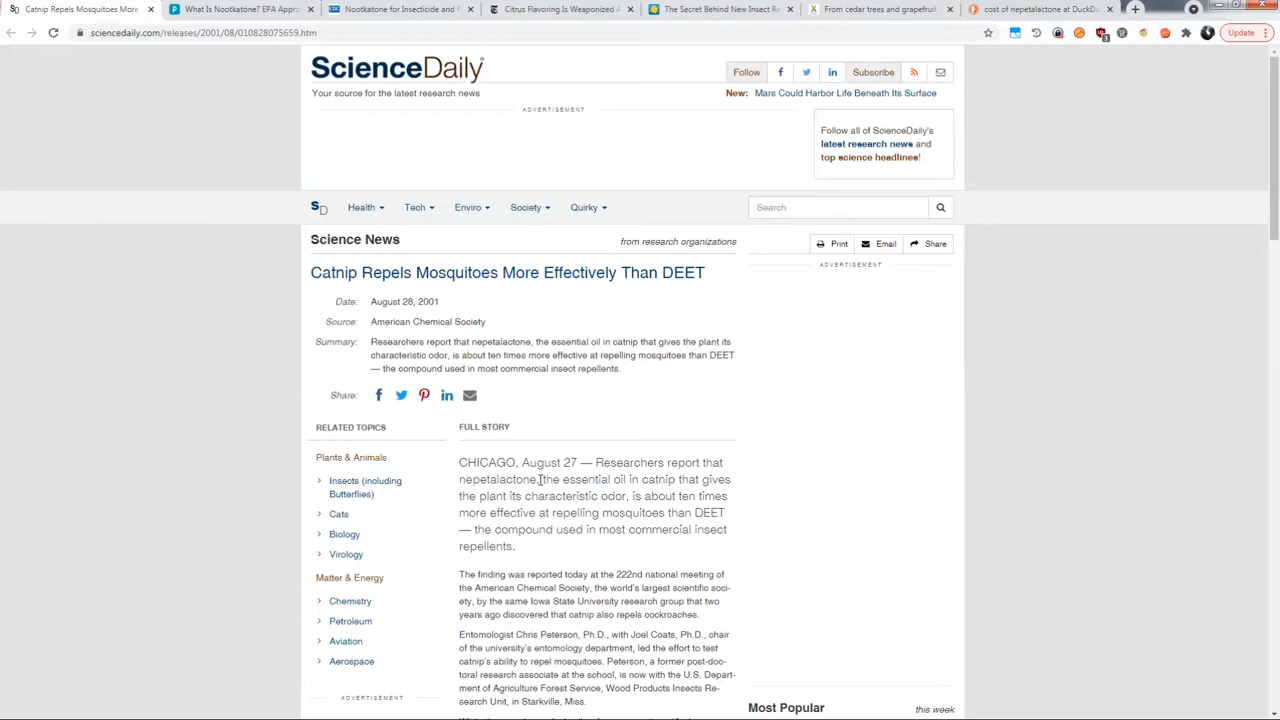 Catnip Repels Mosquitoes More
What Is Nootkatone? EPA Appro
Nootkatone for Insecticide and
Citrus Flavoring Is Weaponized A
The Secret Behind New Insect R
From cedar trees and grapefruit
cost of nepetalactone at DuckDu
sciencedaily.com/releases/2001/08/010828075659.htm
Update
ScienceDaily
Your source for the latest research news
Follow
Subscribe
New: Mars Could Harbor Life Beneath Its Surface
ADVERTISEMENT
Follow all of ScienceDaily's
latest research news and
top science headlines!
SD
Health
Tech
Enviro
Society
Quirky
Search
Science News
from research organizations
Print
Email
Share
ADVERTISEMENT
Catnip Repels Mosquitoes More Effectively Than DEET
Date: August 28, 2001
Source: American Chemical Society
Summary: Researchers report that nepetalactone, the essential oil in catnip that gives the plant its
characteristic odor, is about ten times more effective at repelling mosquitoes than DEET
— the compound used in most commercial insect repellents.
Share:
RELATED TOPICS
Plants & Animals
Insects (including
Butterflies)
Cats
Biology
Virology
Matter & Energy
Chemistry
Petroleum
Aviation
Aerospace
ADVERTISEMENT
FULL STORY
CHICAGO, August 27 — Researchers report that
nepetalactone, the essential oil in catnip that gives
the plant its characteristic odor, is about ten times
more effective at repelling mosquitoes than DEET
— the compound used in most commercial insect
repellents.
The finding was reported today at the 222nd national meeting of
the American Chemical Society, the world's largest scientific soci-
ety, by the same Iowa State University research group that two
years ago discovered that catnip also repels cockroaches.
Entomologist Chris Peterson, Ph.D., with Joel Coats, Ph.D., chair
of the university's entomology department, led the effort to test
catnip's ability to repel mosquitoes. Peterson, a former post-doc-
toral research associate at the school, is now with the U.S. Depart-
ment of Agriculture Forest Service, Wood Products Insects Re-
search Unit, in Starkville, Miss.
Most Popular
this week